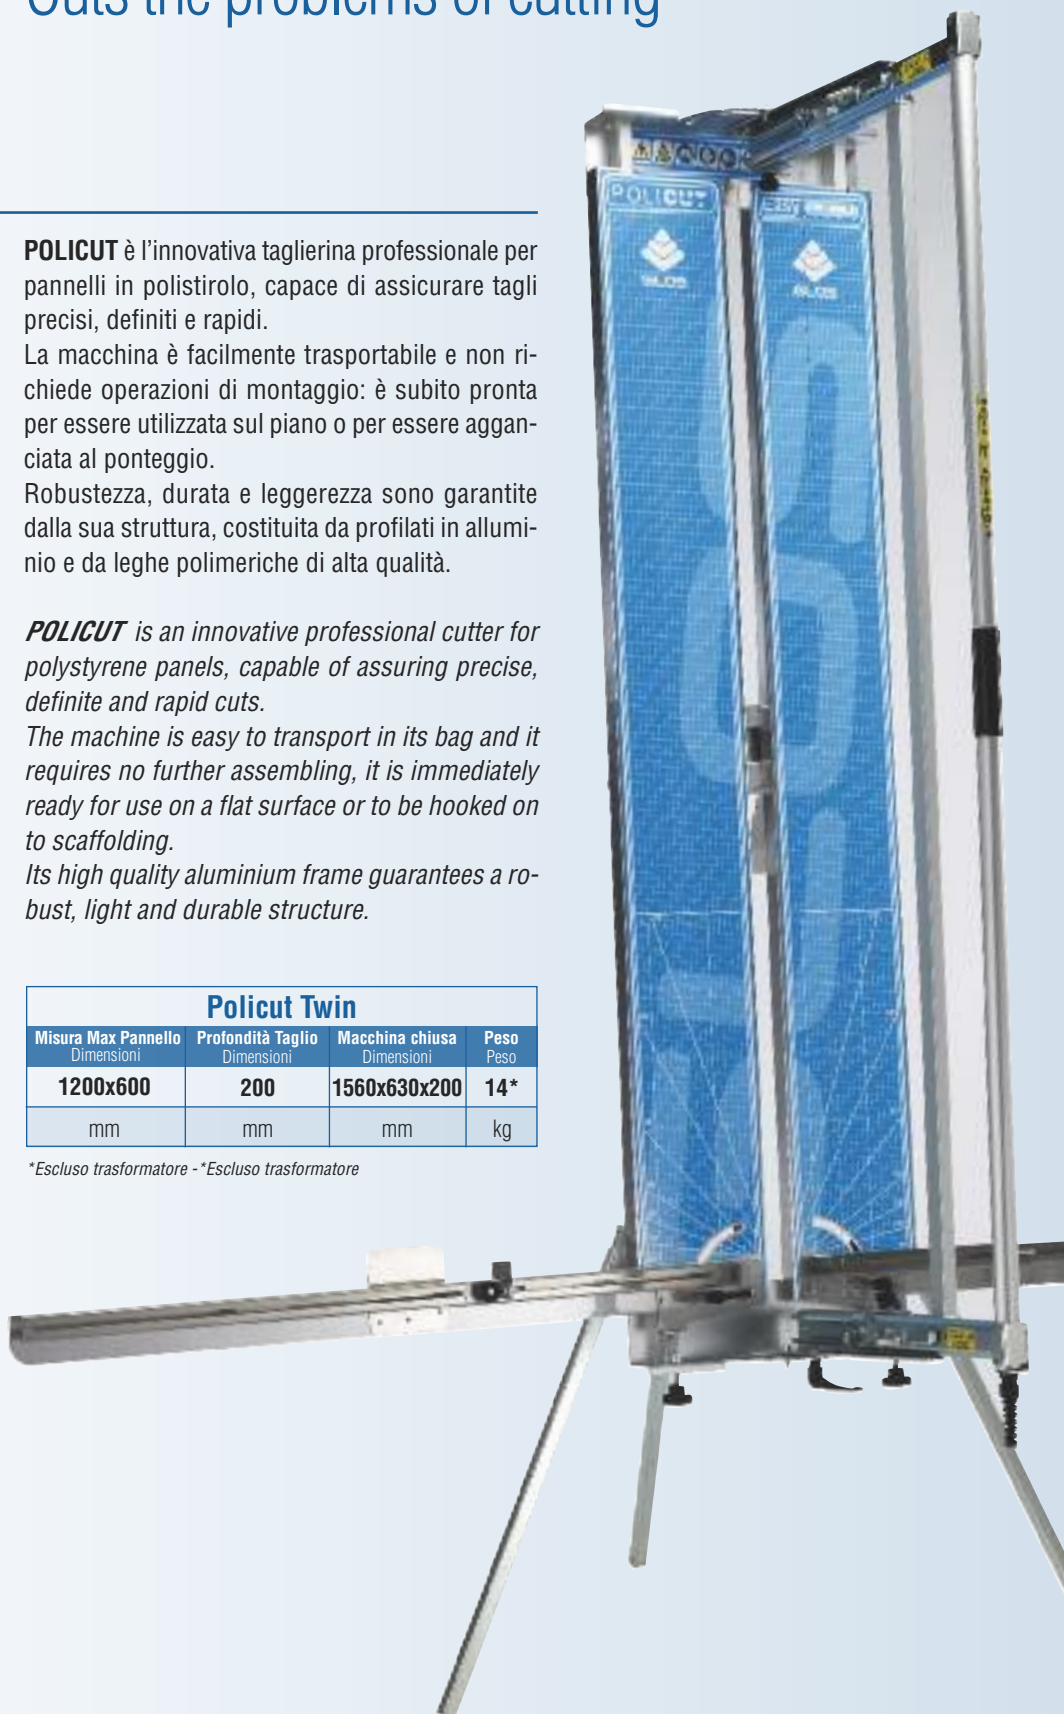 Cuts the problems of cutting
POLICUT è l’innovativa taglierina professionale per
pannelli in polistirolo, capace di assicurare tagli
precisi, definiti e rapidi.
La macchina è facilmente trasportabile e non ri-
chiede operazioni di montaggio: è subito pronta
per essere utilizzata sul piano o per essere aggan-
ciata al ponteggio.
Robustezza, durata e leggerezza sono garantite
dalla sua struttura, costituita da profilati in allumi-
nio e da leghe polimeriche di alta qualità.
POLICUT is an innovative professional cutter for
polystyrene panels, capable of assuring precise,
definite and rapid cuts.
The machine is easy to transport in its bag and it
requires no further assembling, it is immediately
ready for use on a flat surface or to be hooked on
to scaffolding.
Its high quality aluminium frame guarantees a ro-
bust, light and durable structure.
Policut Twin
Misura Max Pannello Profondità Taglio Macchina chiusa Peso
Dimensioni Dimensioni Dimensioni Peso
1200x600 200 1560x630x200 14*
mm mm mm kg
*Escluso trasformatore -*Escluso trasformatore
POLICUT